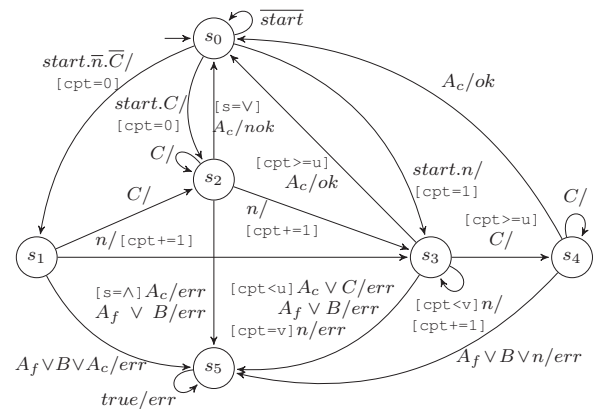 $\overline{start}$
s₀
start.n̅.C̅/
[cpt=0]
start.C/
[cpt=0]
[s=∨]
A_c/nok
A_c/ok
C/
s₂
[cpt>=u]
A_c/ok
start.n/
[cpt=1]
C/
n/
[cpt+=1]
n/[cpt+=1]
[cpt>=u]
C/
C/
s₁
s₃
s₄
[s=∧]A_c/err
A_f ∨ B/err
[cpt<u]A_c ∨ C/err
A_f ∨ B/err
[cpt=v]n/err
[cpt<v]n/
[cpt+=1]
A_f∨B∨A_c/err
s₅
A_f∨B∨n/err
true/err